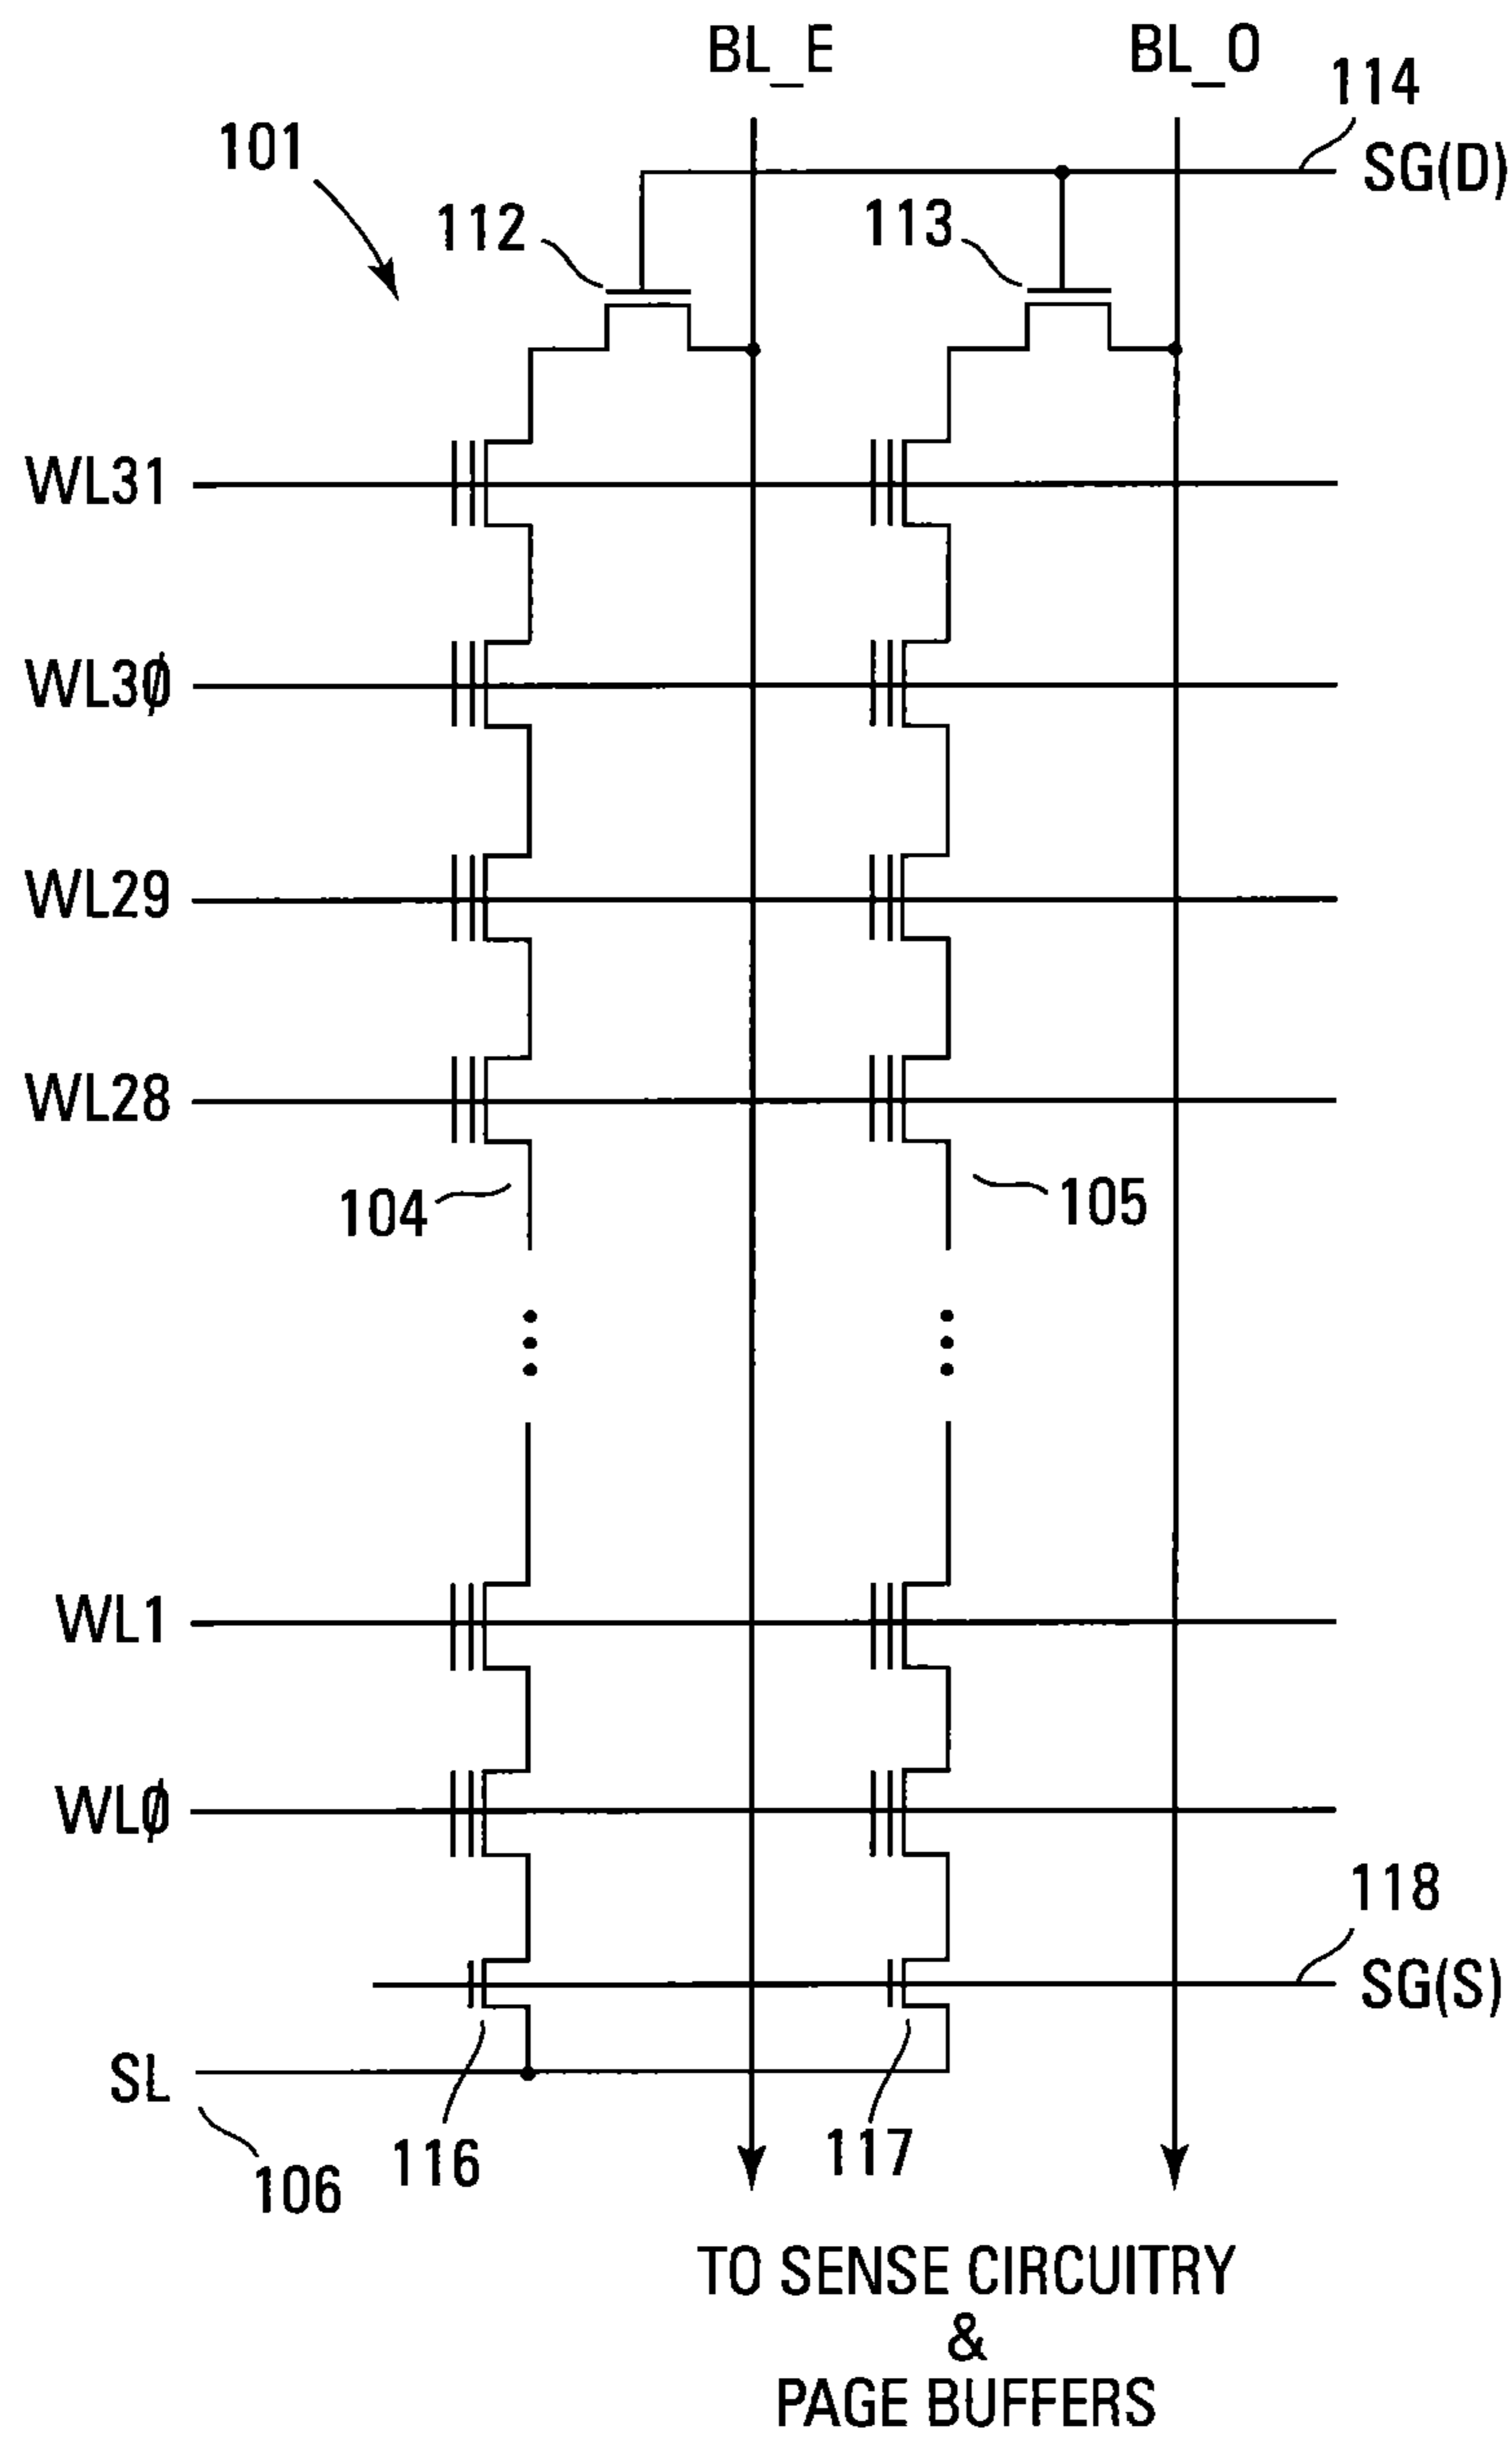 BL_E
BL_O
114
SG(D)
101
112
113
WL31
WL3Ø
WL29
WL28
104
105
WL1
WLØ
118
SG(S)
SL
106
116
117
TO SENSE CIRCUITRY
&
PAGE BUFFERS